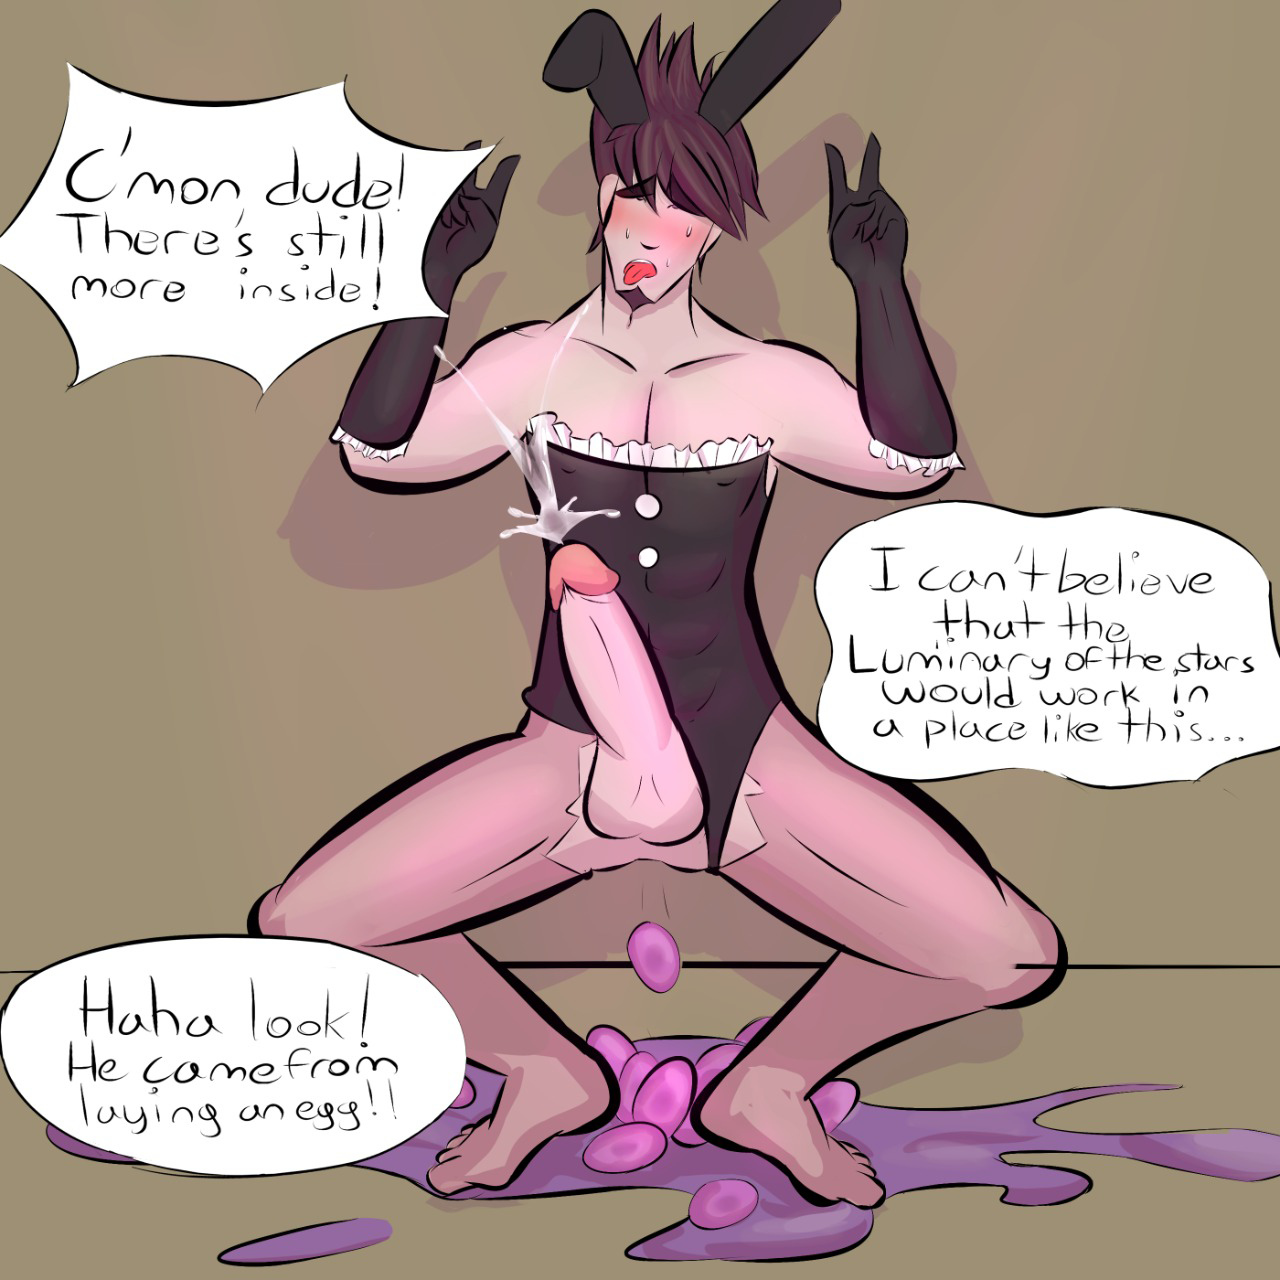 C'mon dude!
There's still
more inside!
I can't believe
that the
Luminary of the stars
would work in
a place like this...
Haha look!
He came from
laying an egg!!